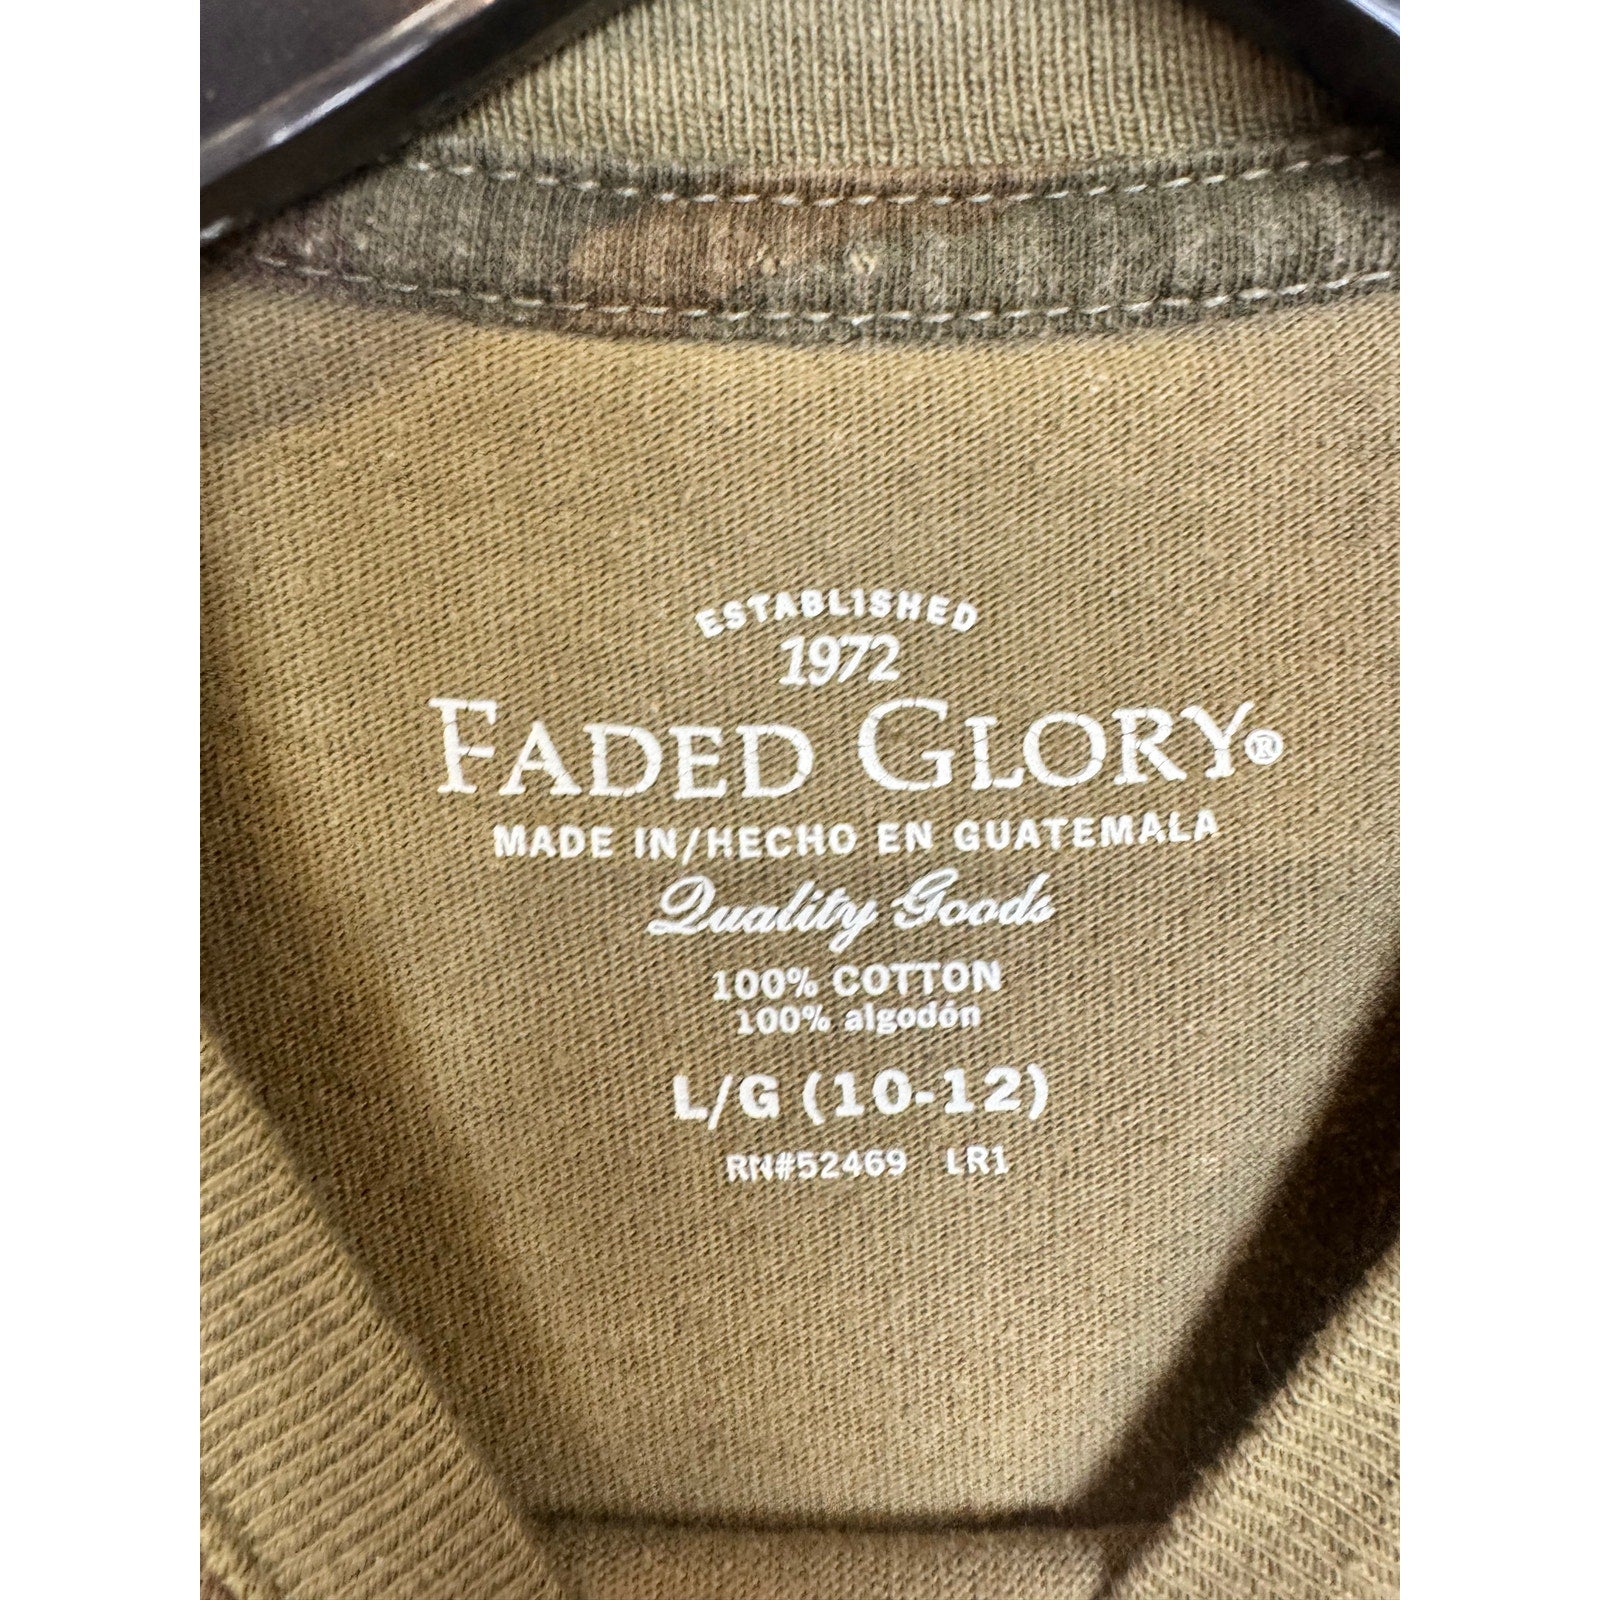 ESTABLISHED
1972
FADED GLORY®
MADE IN/HECHO EN GUATEMALA
Quality Goods
100% COTTON
100% algodón
L/G (10-12)
RN#52469 LR1